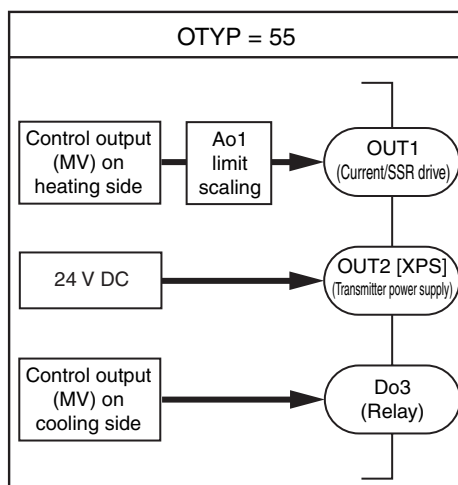 OTYP = 55
Control output
(MV) on
heating side
Ao1
limit
scaling
OUT1
(Current/SSR drive)
24 V DC
OUT2 [XPS]
(Transmitter power supply)
Control output
(MV) on
cooling side
Do3
(Relay)